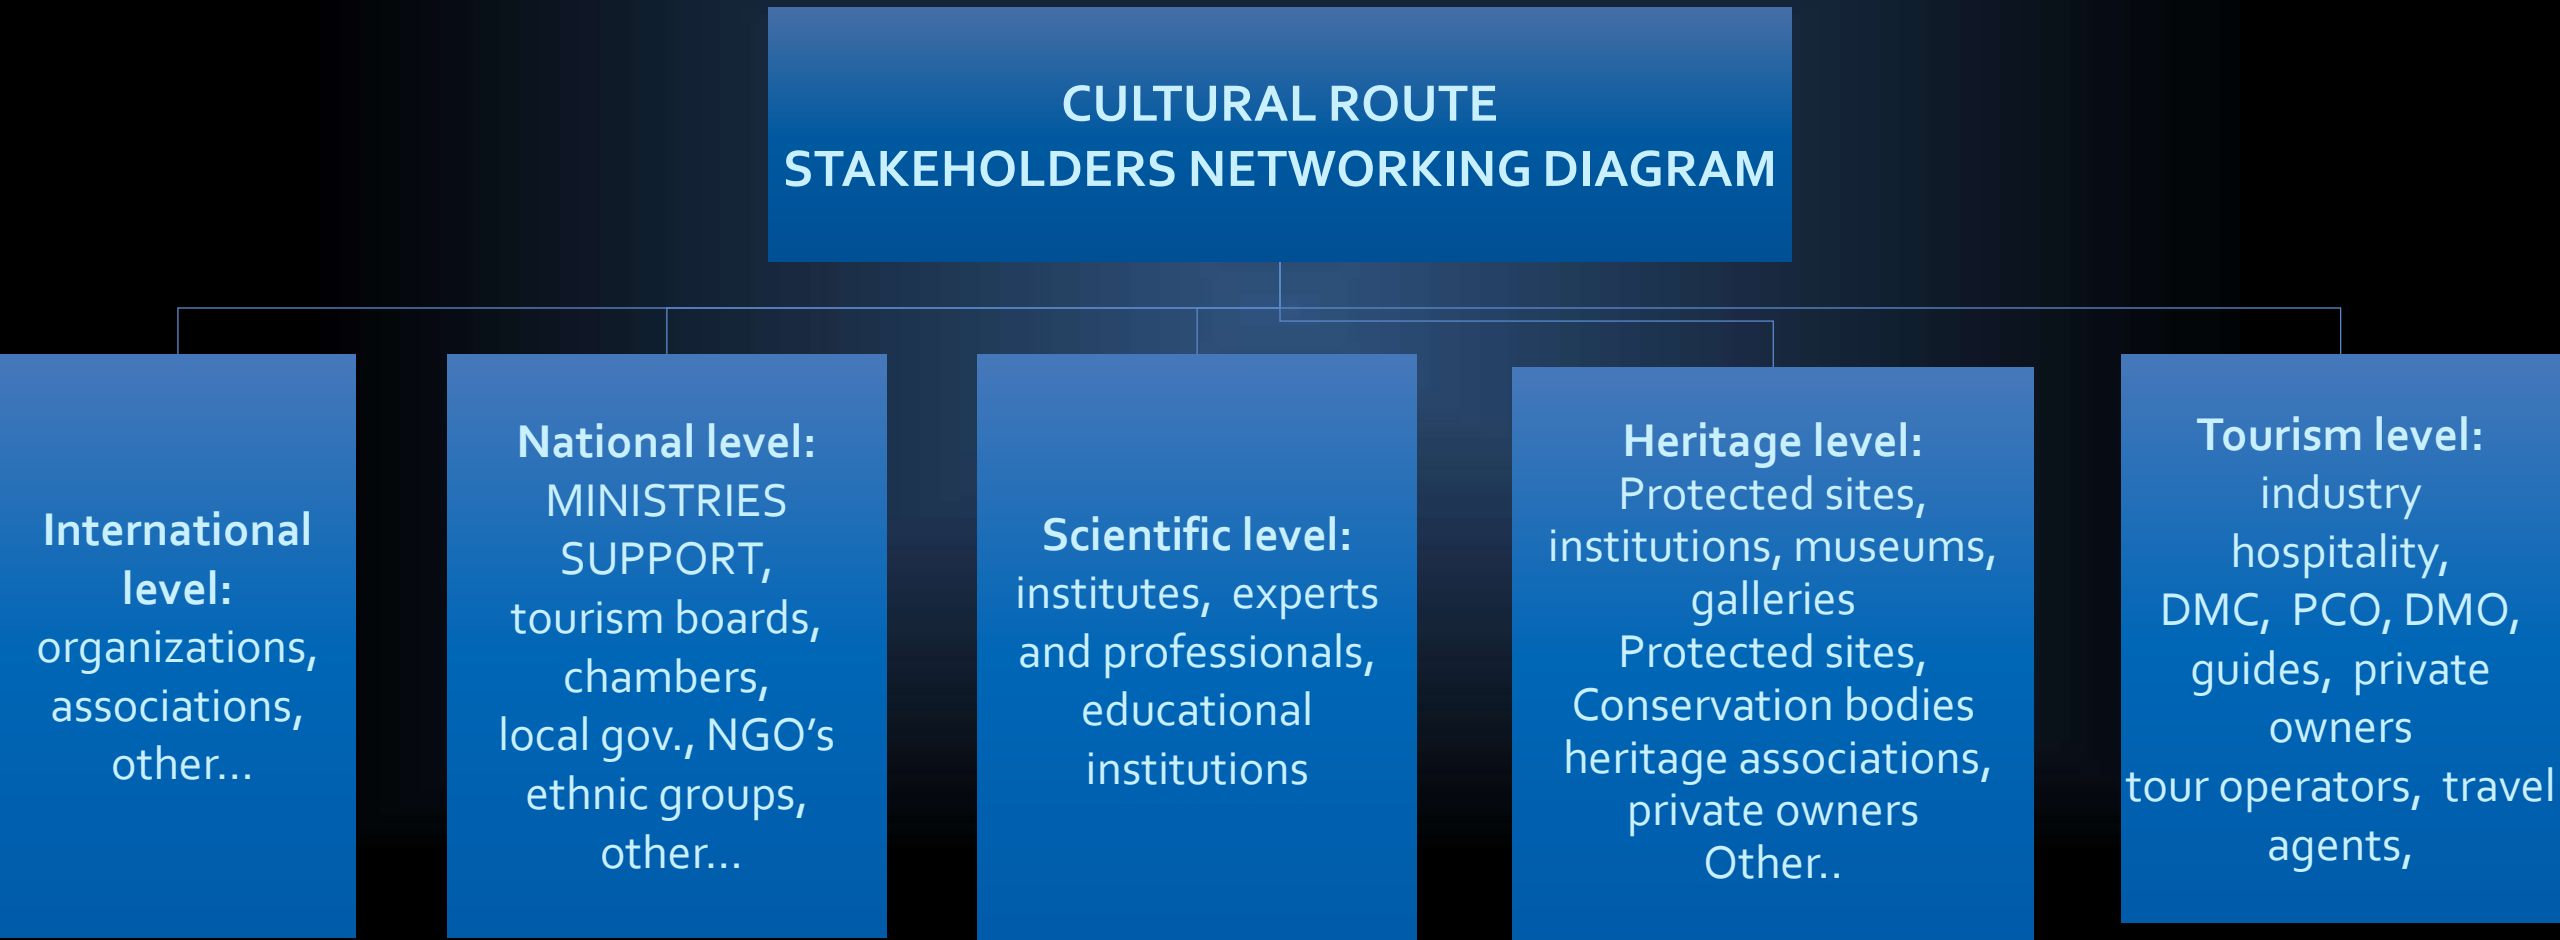 CULTURAL ROUTE
STAKEHOLDERS NETWORKING DIAGRAM
International
level:
organizations,
associations,
other...
National level:
MINISTRIES
SUPPORT,
tourism boards,
chambers,
local gov., NGO’s
ethnic groups,
other...
Scientific level:
institutes, experts
and professionals,
educational
institutions
Heritage level:
Protected sites,
institutions, museums,
galleries
Protected sites,
Conservation bodies
heritage associations,
private owners
Other..
Tourism level:
industry
hospitality,
DMC, PCO, DMO,
guides, private
owners
tour operators, travel
agents,